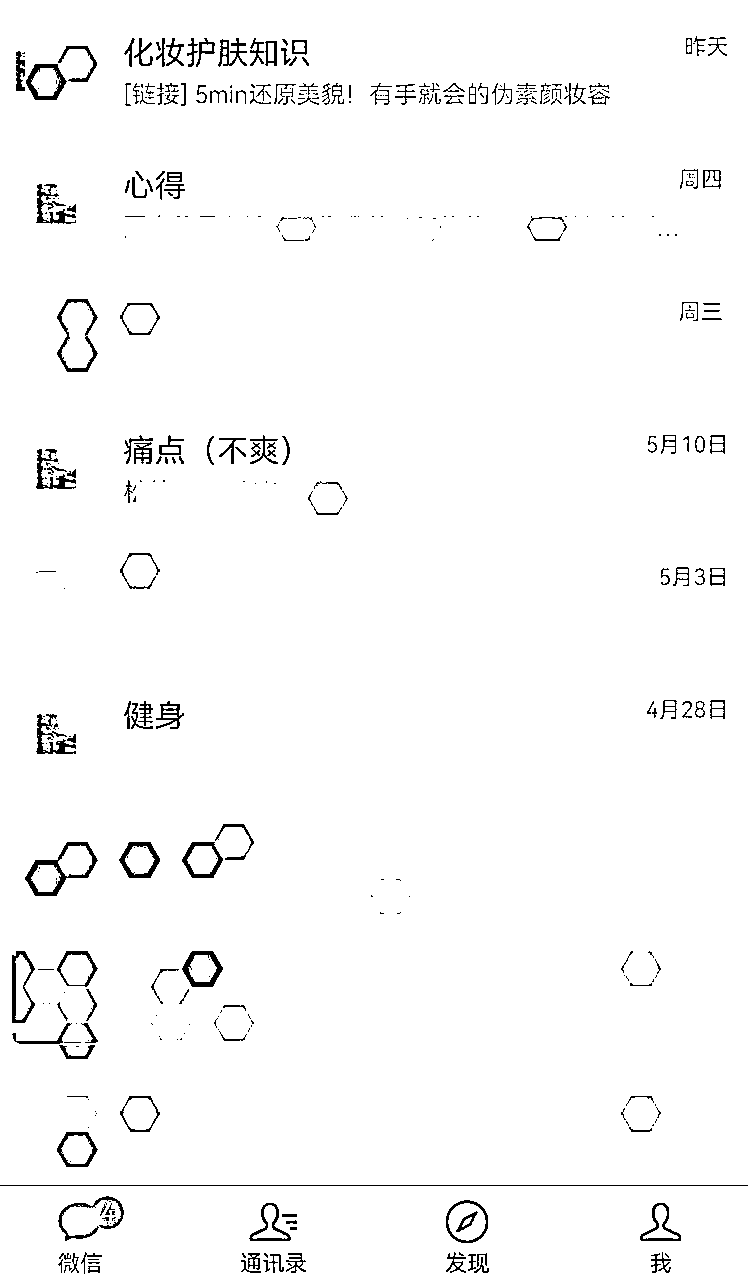 化妆护肤知识
昨天
[链接] 5min还原美貌！有手就会的伪素颜妆容
心得
周四
...
周三
痛点（不爽）
5月10日
5月3日
健身
4月28日
微信
通讯录
发现
我